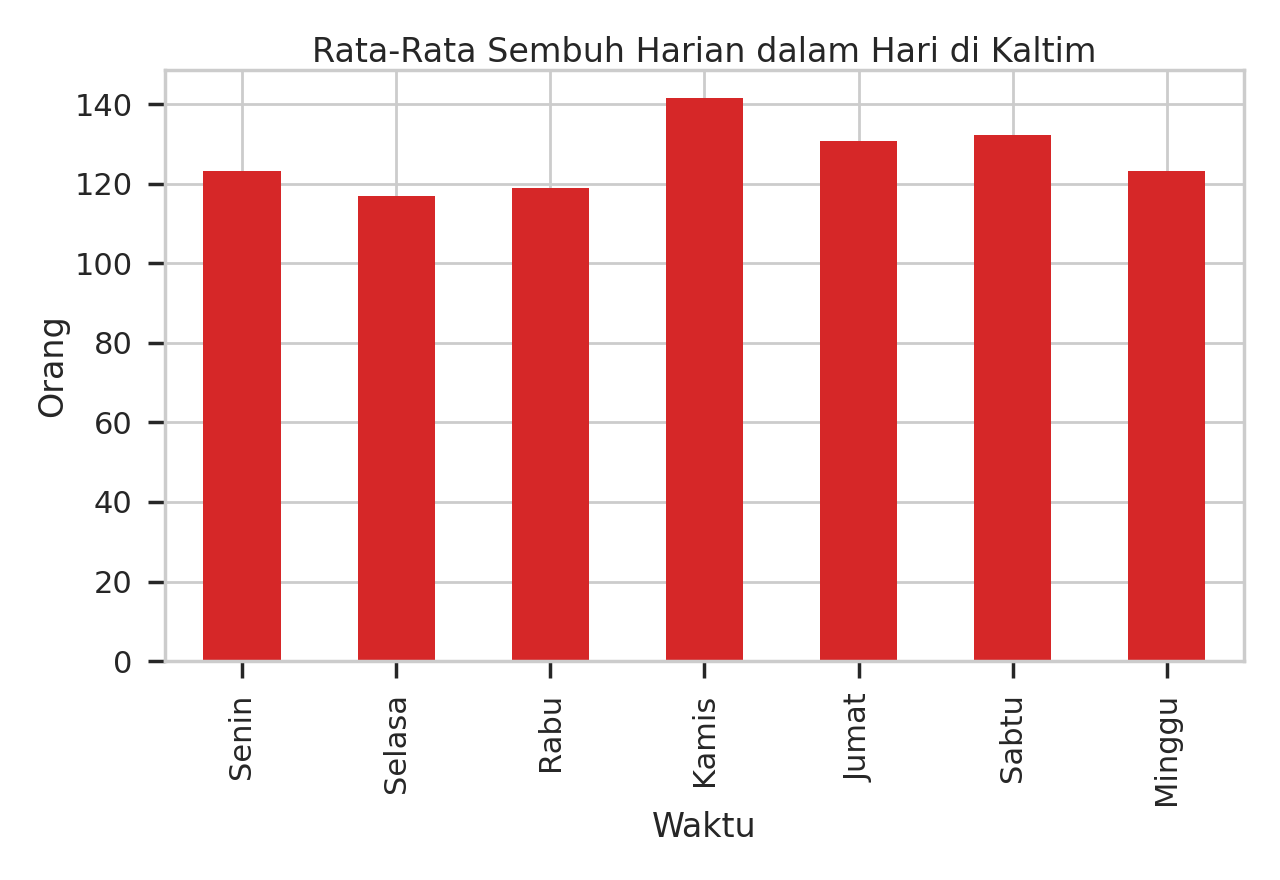 Rata-Rata Sembuh Harian dalam Hari di Kaltim
140
120
100
80
60
40
20
0
Orang
Senin
Selasa
Rabu
Kamis
Jumat
Sabtu
Minggu
Waktu